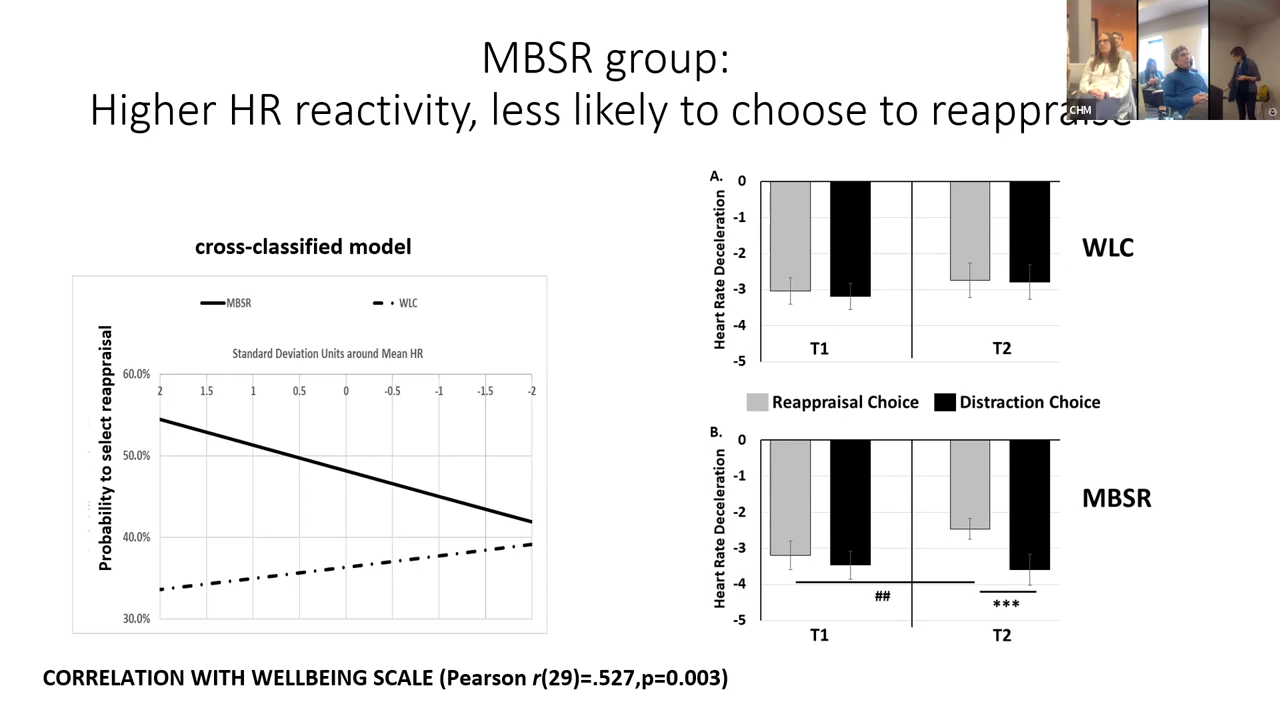 MBSR group:
Higher HR reactivity, less likely to choose to reappraise
CHM
cross-classified model
MBSR
WLC
Standard Deviation Units around Mean HR
Probability to select reappraisal
60.0%
50.0%
40.0%
30.0%
2 1.5 1 0.5 0 -0.5 -1 -1.5 -2
A.
Heart Rate Deceleration
0
-1
-2
-3
-4
-5
T1 T2
WLC
Reappraisal Choice Distraction Choice
B.
Heart Rate Deceleration
0
-1
-2
-3
-4
-5
## ***
T1 T2
MBSR
CORRELATION WITH WELLBEING SCALE (Pearson r(29)=.527,p=0.003)